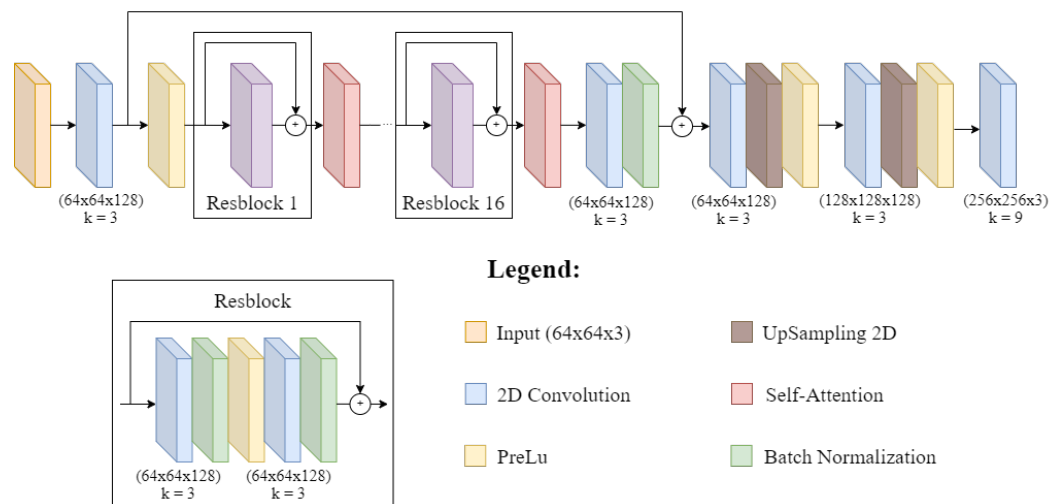 +
...
+
+
Resblock 1
Resblock 16
(64x64x128)
k = 3
(64x64x128)
k = 3
(64x64x128)
k = 3
(128x128x128)
k = 3
(256x256x3)
k = 9
Legend:
Resblock
+
(64x64x128)
k = 3
(64x64x128)
k = 3
Input (64x64x3)
UpSampling 2D
2D Convolution
Self-Attention
PreLu
Batch Normalization